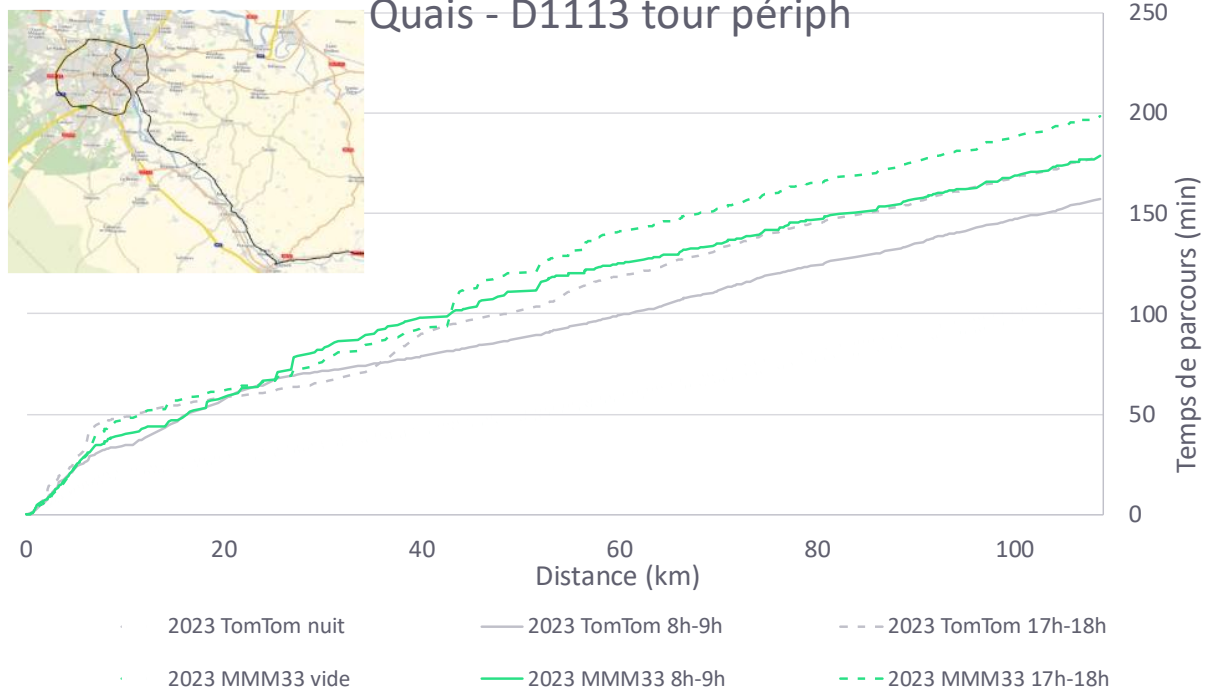 Quais - D1113 tour périph
250
200
150
100
50
0
Temps de parcours (min)
0 20 40 60 80 100
Distance (km)
2023 TomTom nuit 2023 TomTom 8h-9h 2023 TomTom 17h-18h
2023 MMM33 vide 2023 MMM33 8h-9h 2023 MMM33 17h-18h